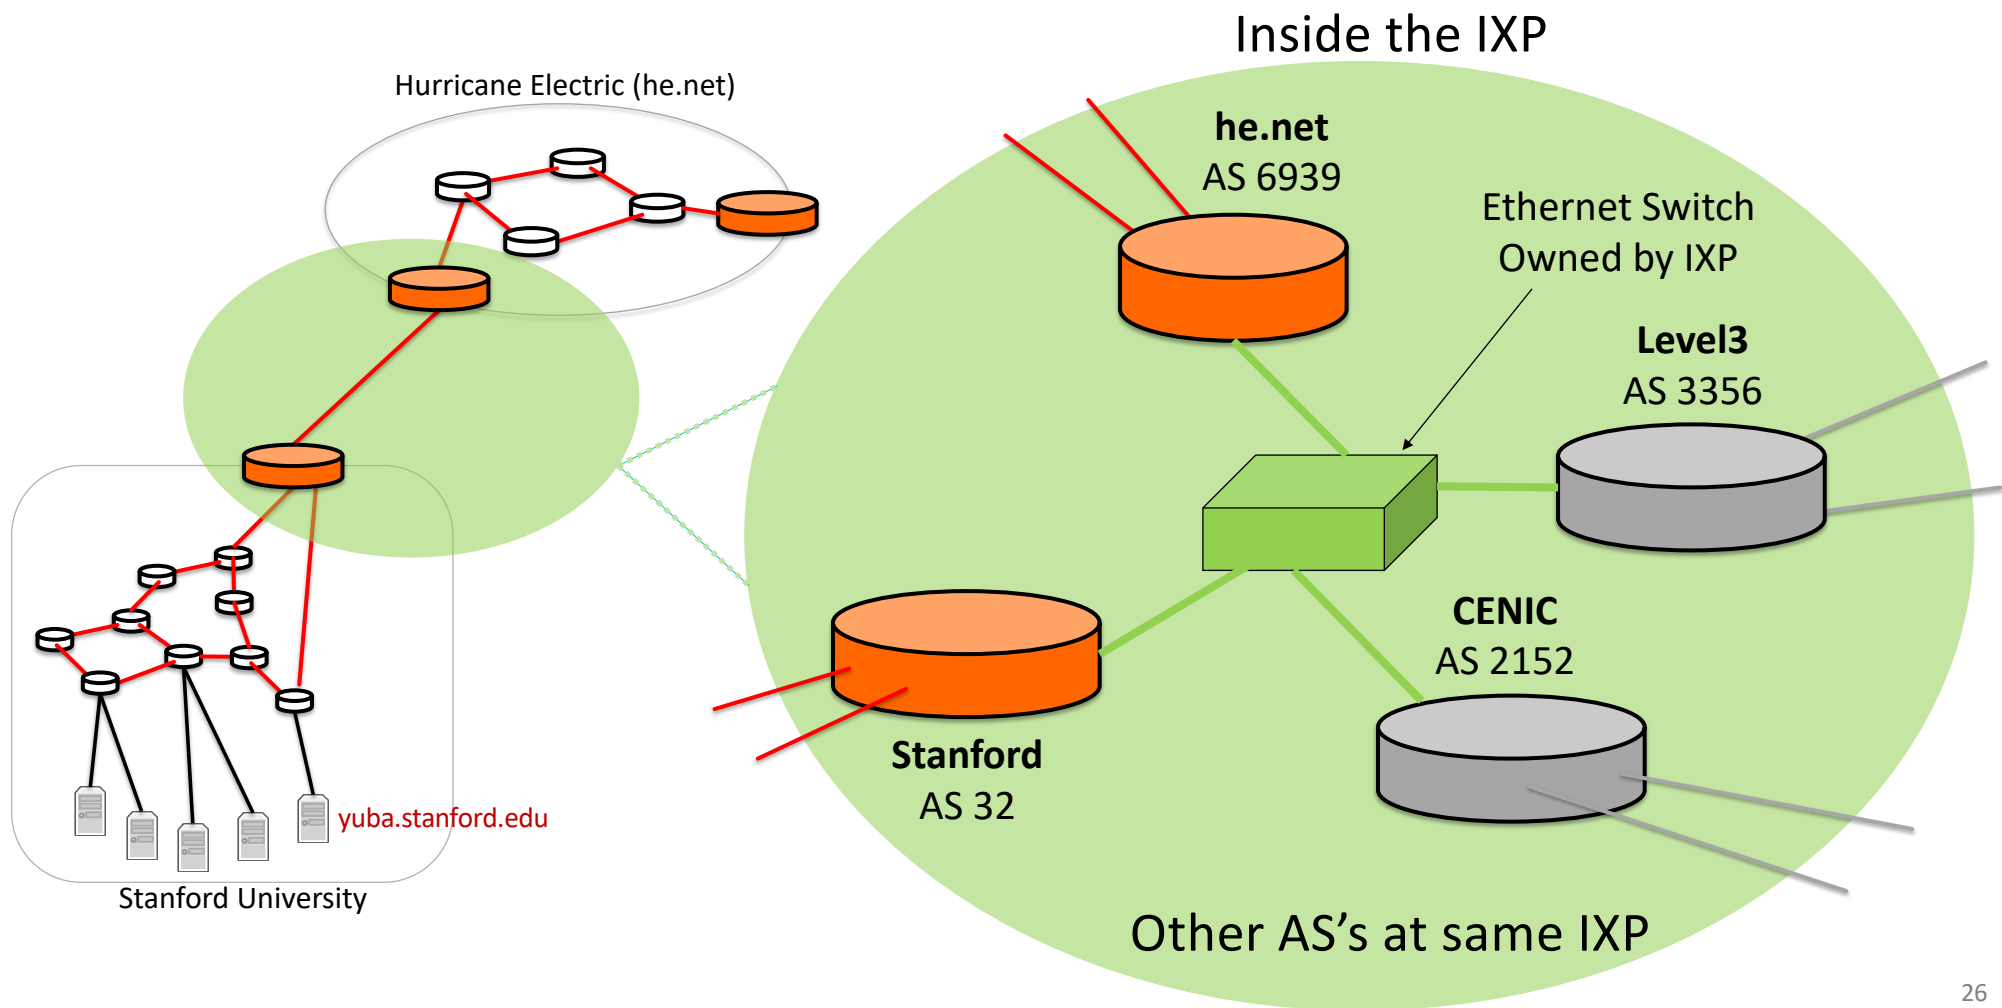 Inside the IXP
Hurricane Electric (he.net)
he.net
AS 6939
Ethernet Switch
Owned by IXP
Level3
AS 3356
CENIC
AS 2152
Stanford
AS 32
yuba.stanford.edu
Stanford University
Other AS’s at same IXP
26